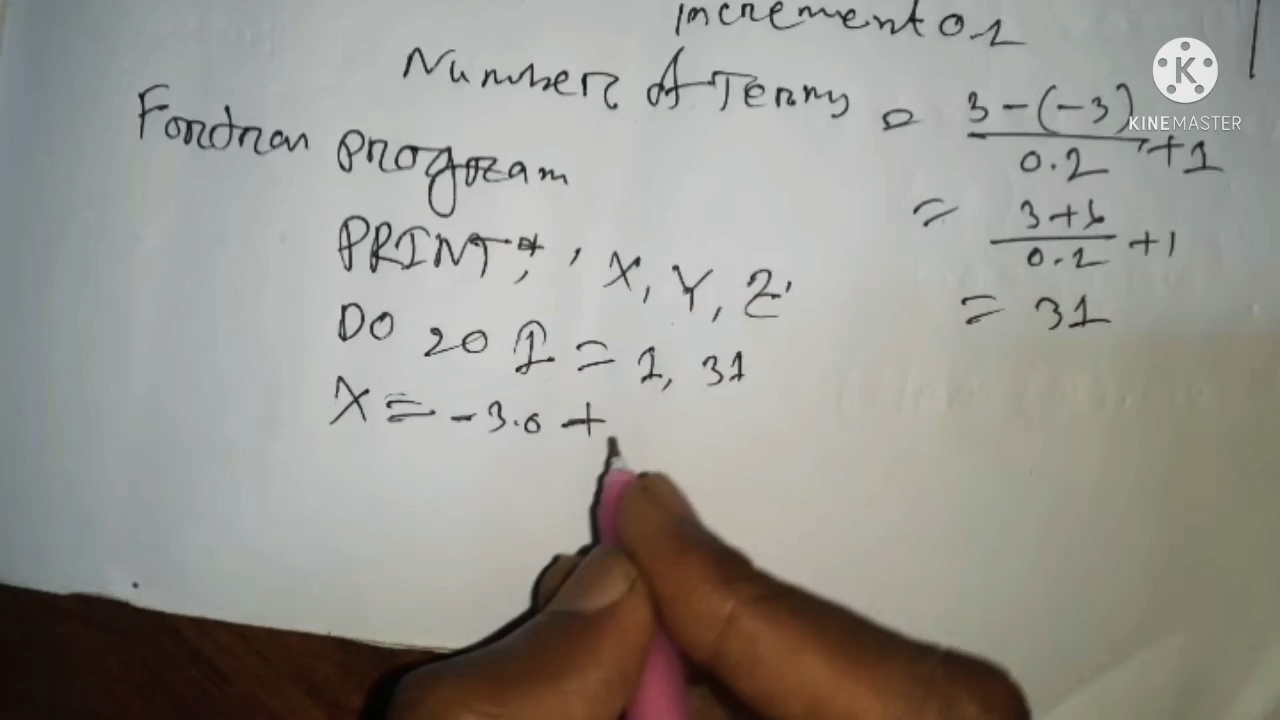 increment 0.2
Number of Terms = 3-(-3) / 0.2 +1
Fortran program
= 3+3 / 0.2 +1
PRINT*, ' X, Y, Z'
= 31
DO 20 I = 1, 31
X = -3.0 +
KINEMASTER